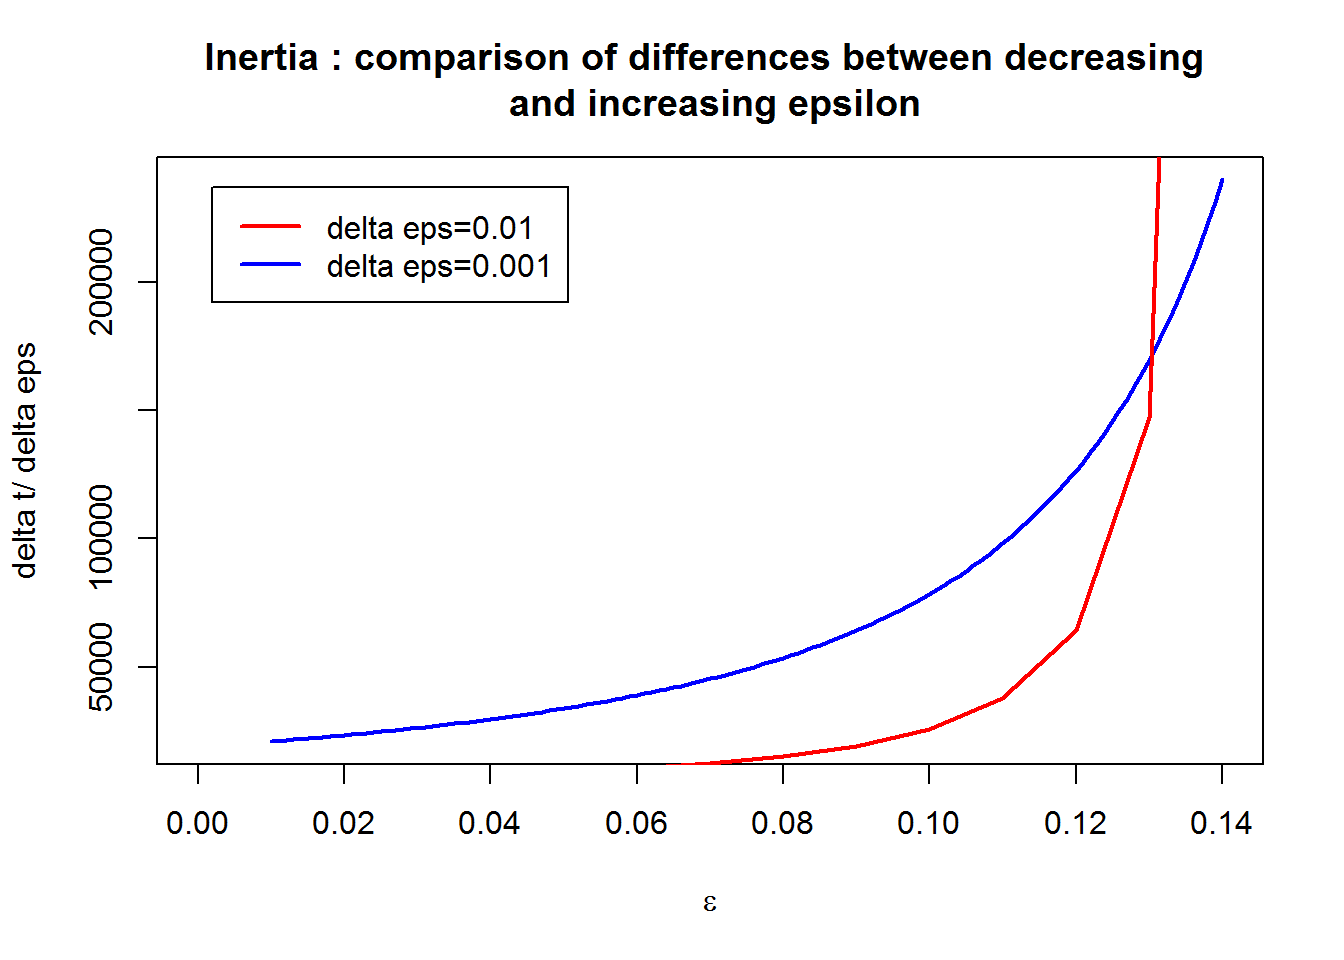 Inertia : comparison of differences between decreasing
and increasing epsilon
delta eps=0.01
delta eps=0.001
delta t/ delta eps
50000
100000
200000
0.00 0.02 0.04 0.06 0.08 0.10 0.12 0.14
ε